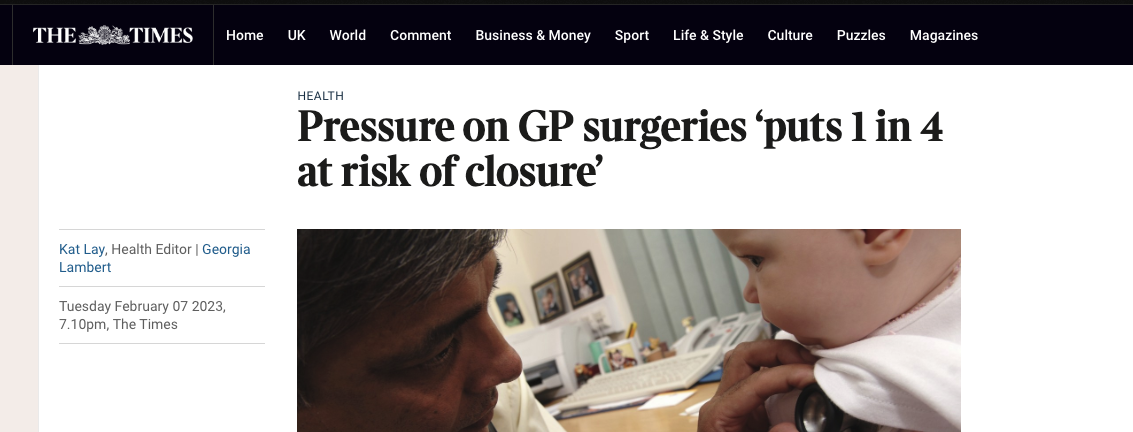 THE TIMES
Home UK World Comment Business & Money Sport Life & Style Culture Puzzles Magazines
HEALTH
Pressure on GP surgeries ‘puts 1 in 4
at risk of closure’
Kat Lay, Health Editor | Georgia
Lambert
Tuesday February 07 2023,
7.10pm, The Times